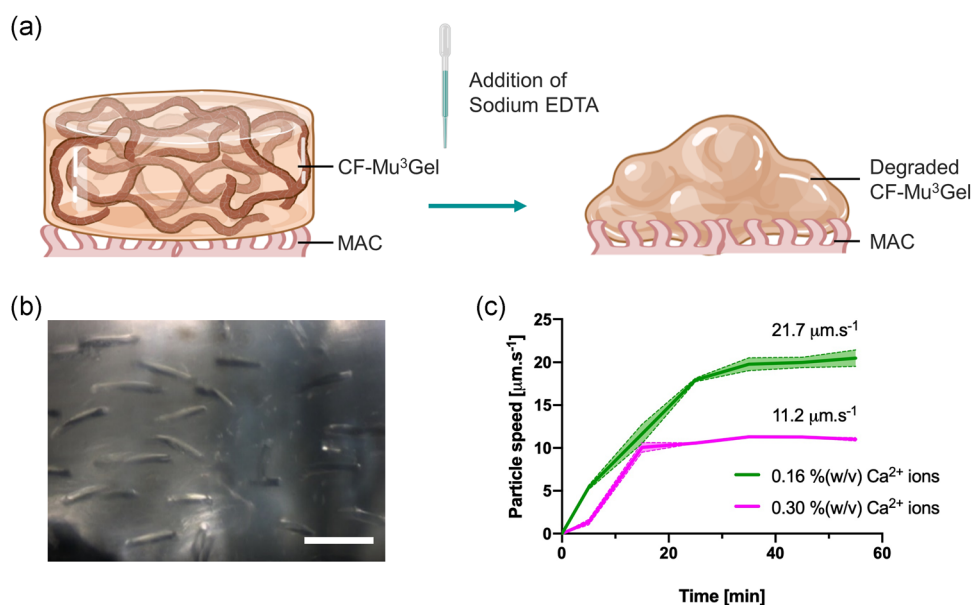 (a)
Addition of
Sodium EDTA
CF-Mu³Gel
MAC
Degraded
CF-Mu³Gel
MAC
(b)
(c)
Particle speed [μm.s⁻¹]
25
20
15
10
5
0
21.7 μm.s⁻¹
11.2 μm.s⁻¹
0.16 %(w/v) Ca²⁺ ions
0.30 %(w/v) Ca²⁺ ions
0
20
40
60
Time [min]